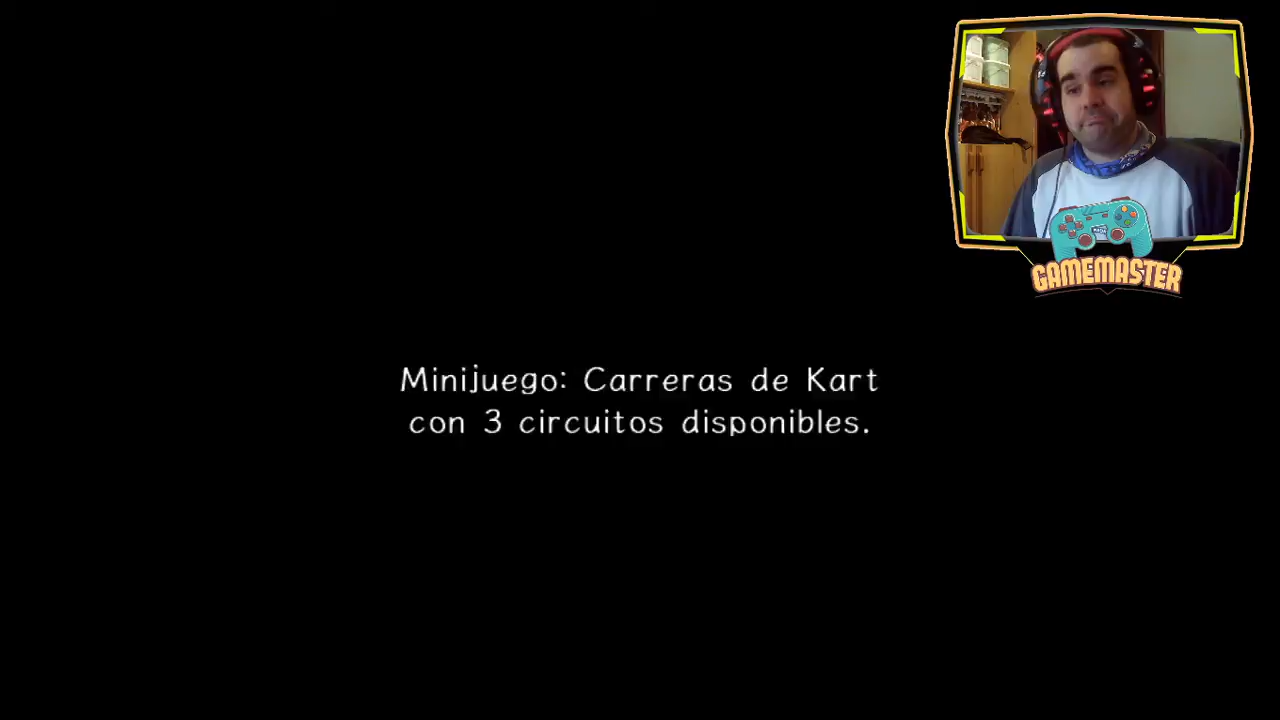 GAMEMASTER
Minijuego: Carreras de Kart
con 3 circuitos disponibles.